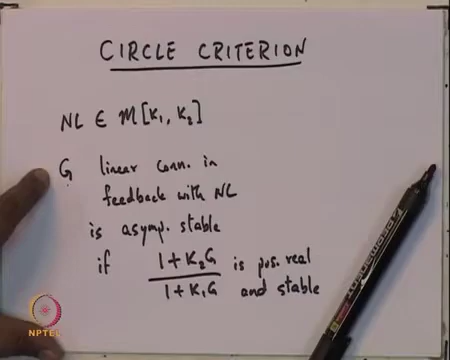 CIRCLE CRITERION
NL ∈ M[K₁, K₂]
G linear conn. in
feedback with NL
is asymp. stable
if (1+K₂G)/(1+K₁G) is pos. real
and stable
NPTEL